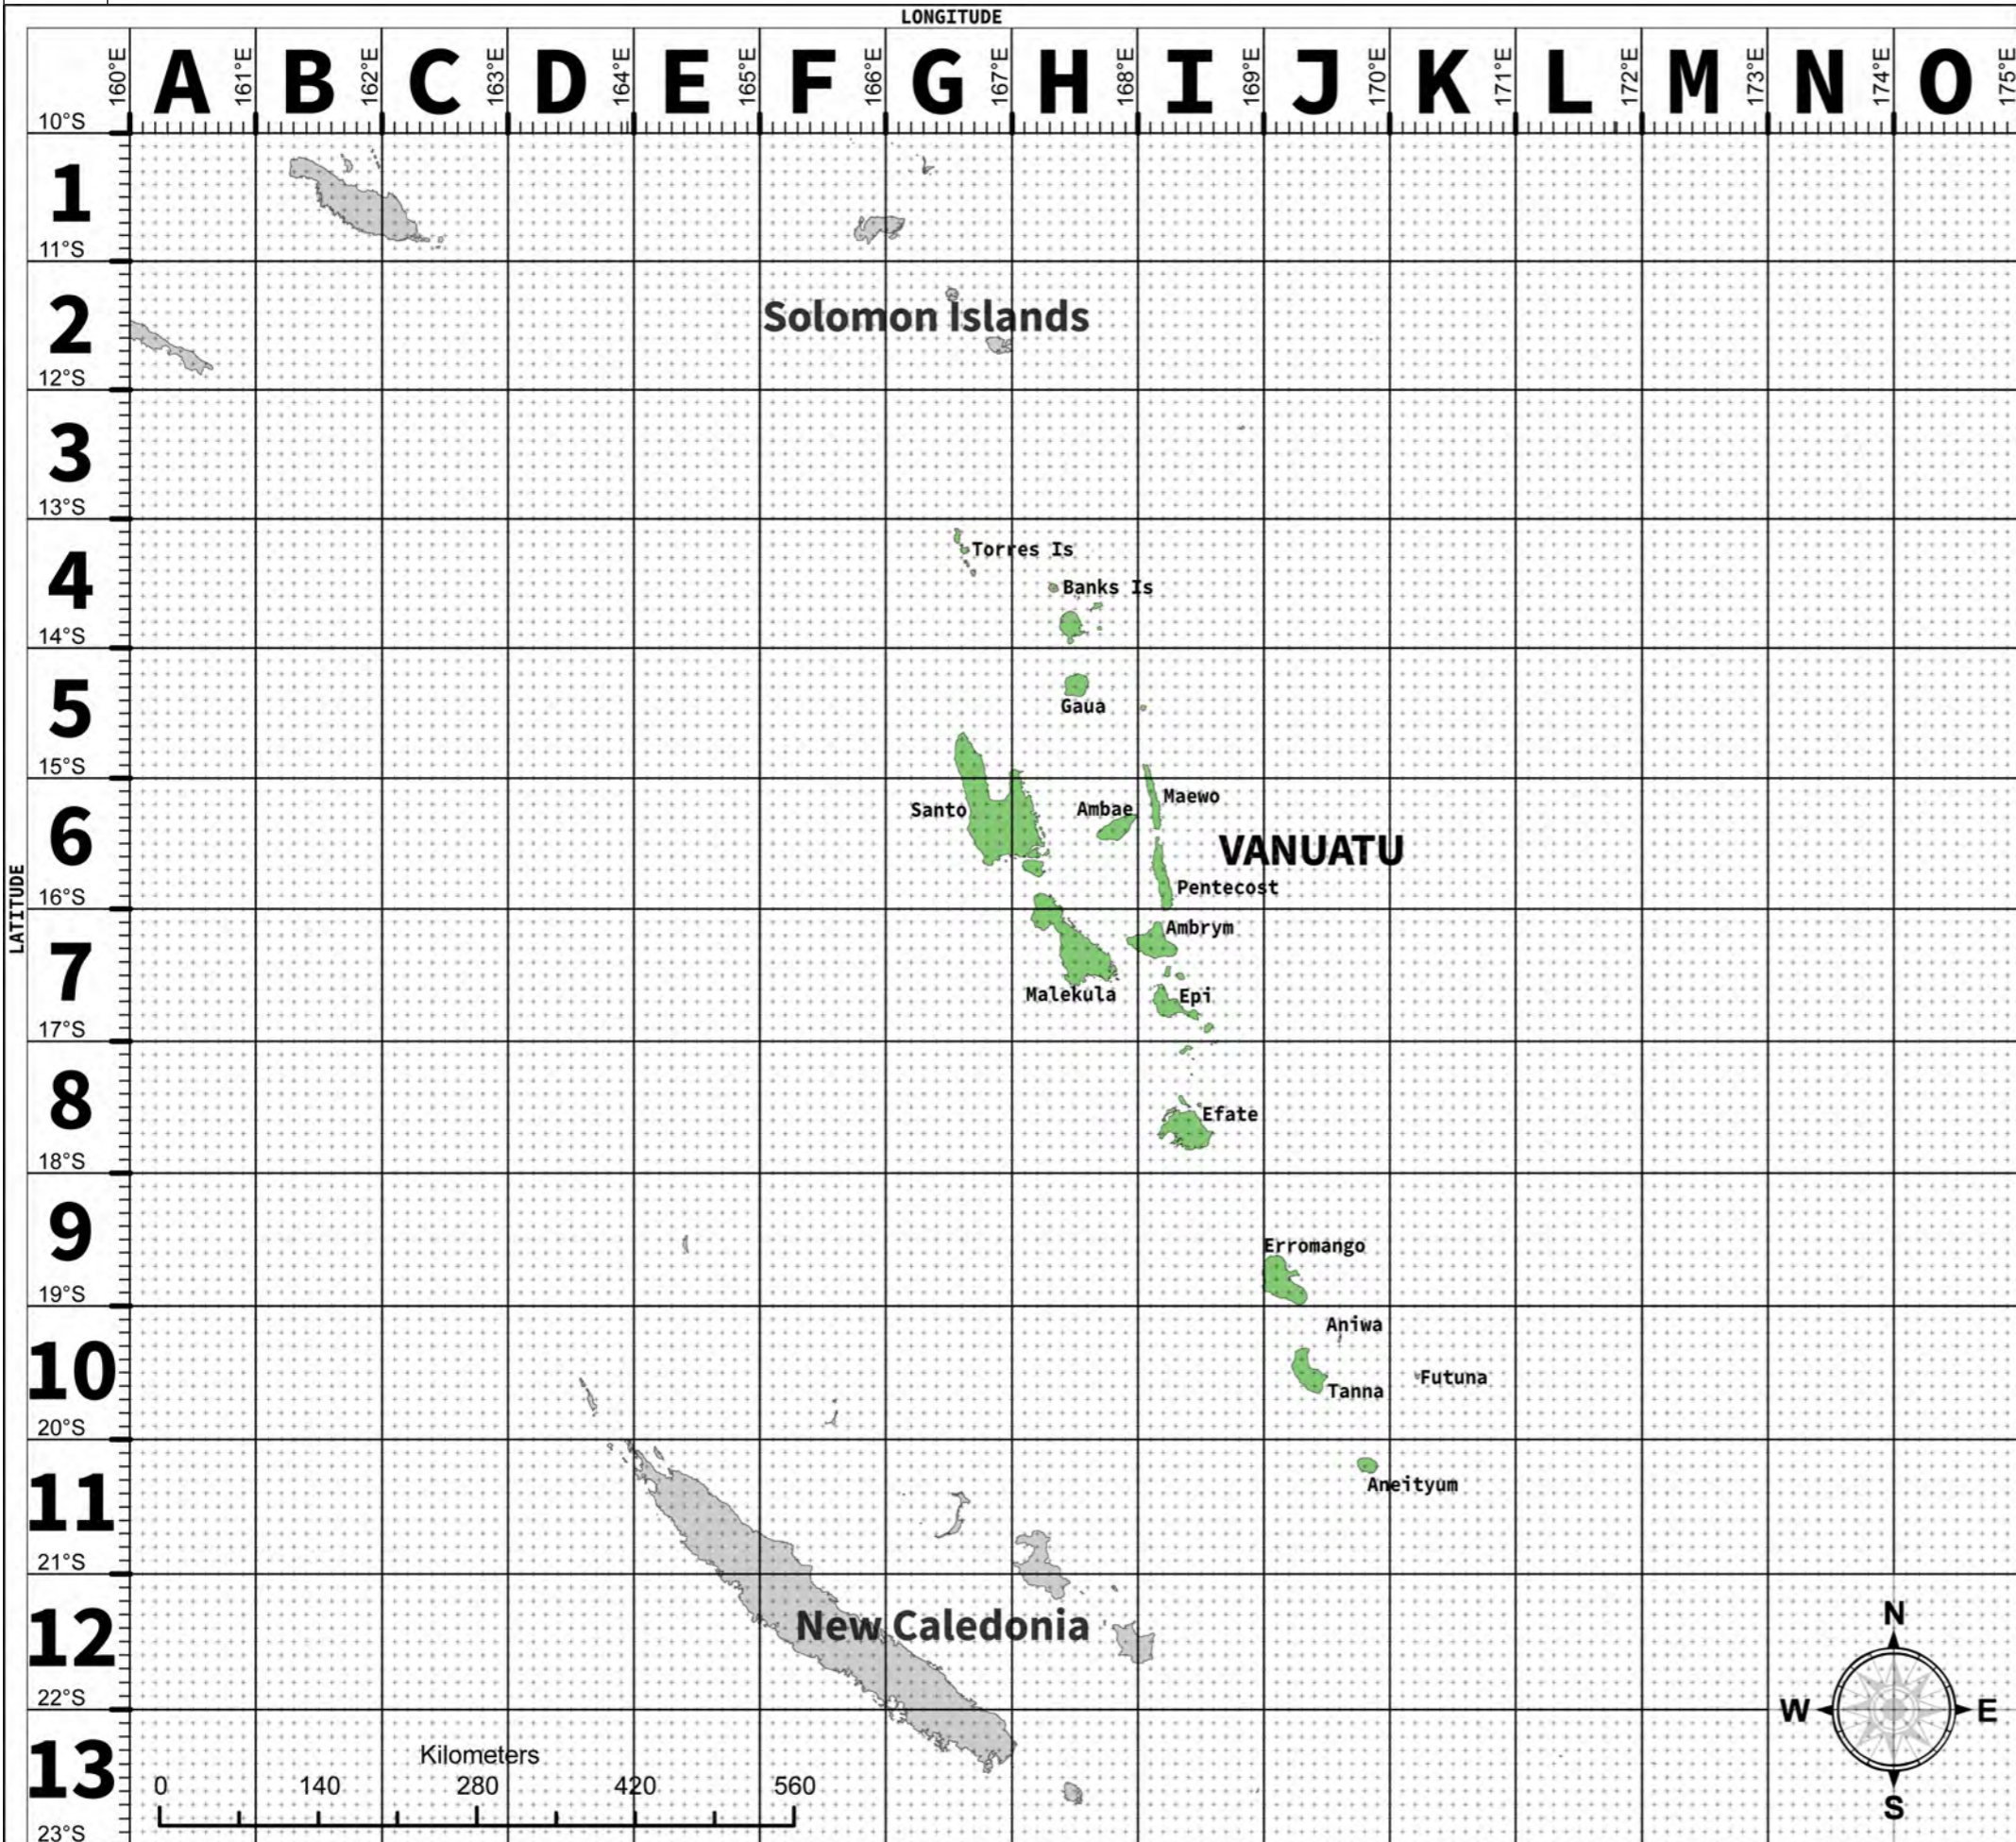 LONGITUDE
160°E A 161°E B 162°E C 163°E D 164°E E 165°E F 166°E G 167°E H 168°E I 169°E J 170°E K 171°E L 172°E M 173°E N 174°E O 175°E
10°S
1
11°S
Solomon Islands
2
12°S
3
13°S
Torres Is
4
Banks Is
14°S
5
Gaua
15°S
Maewo
Santo
Ambae
6
VANUATU
LATITUDE
Pentecost
16°S
Ambrym
7
Malekula
Epi
17°S
8
Efate
18°S
9
Erromango
19°S
Aniwa
10
Futuna
Tanna
20°S
Aneityum
11
21°S
N
New Caledonia
12
22°S
W
E
Kilometers
13
0 140 280 420 560
S
23°S